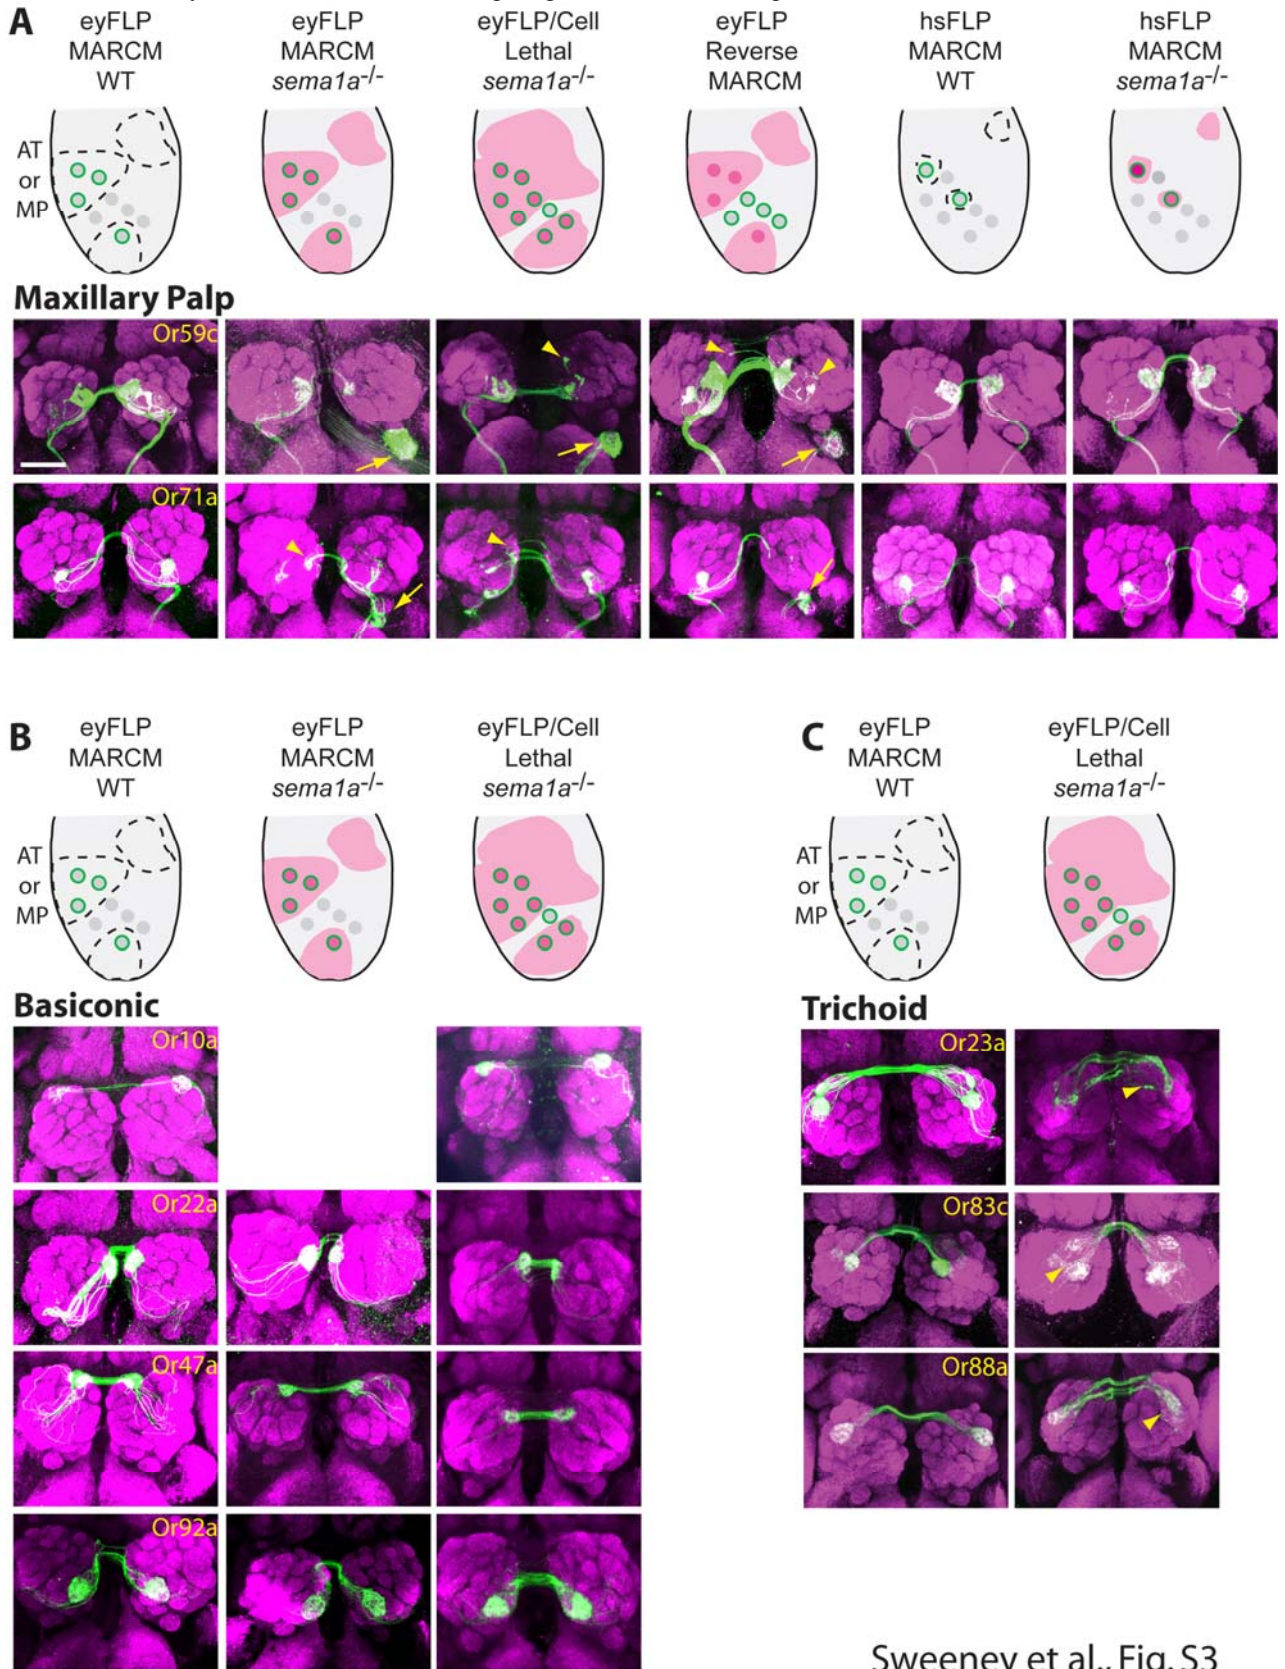 A
eyFLP
MARCM
WT
eyFLP
MARCM
sema1a-/-
eyFLP/Cell
Lethal
sema1a-/-
eyFLP
Reverse
MARCM
hsFLP
MARCM
WT
hsFLP
MARCM
sema1a-/-
AT
or
MP
Maxillary Palp
Or59c
Or71a
B
eyFLP
MARCM
WT
eyFLP
MARCM
sema1a-/-
eyFLP/Cell
Lethal
sema1a-/-
AT
or
MP
Basiconic
Or10a
Or22a
Or47a
Or92a
C
eyFLP
MARCM
WT
eyFLP/Cell
Lethal
sema1a-/-
AT
or
MP
Trichoid
Or23a
Or83c
Or88a
Sweeney et al., Fig. S3